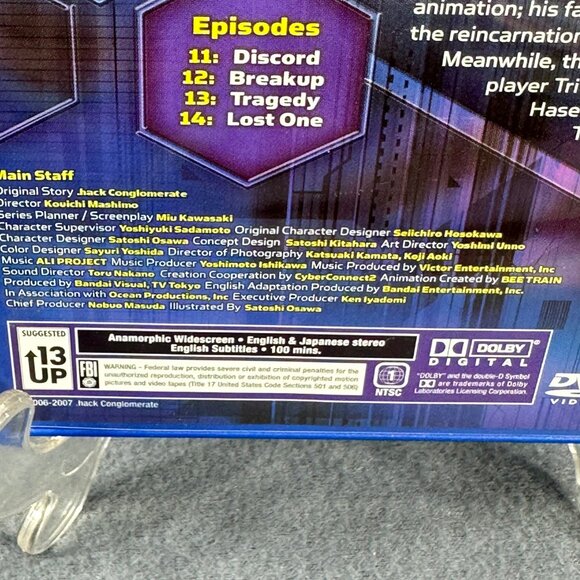 animation; his fa
the reincarnation
Meanwhile, th
player Tri
Hase
T
Episodes
11: Discord
12: Breakup
13: Tragedy
14: Lost One
Main Staff
Original Story .hack Conglomerate
Director Kouichi Mashimo
Series Planner / Screenplay Miu Kawasaki
Character Supervisor Yoshiyuki Sadamoto Original Character Designer Seiichiro Hosokawa
Character Designer Satoshi Osawa Concept Design Satoshi Kitahara Art Director Yoshimi Unno
Color Designer Sayuri Yoshida Director of Photography Katsuaki Kamata, Koji Aoki
Music ALI PROJECT Music Producer Yoshimoto Ishikawa Music Produced by Victor Entertainment, Inc
Sound Director Toru Nakano Creation Cooperation by CyberConnect2 Animation Created by BEE TRAIN
Produced by Bandai Visual, TV Tokyo English Adaptation Produced by Bandai Entertainment, Inc.
In Association with Ocean Productions, Inc Executive Producer Ken Iyadomi
Chief Producer Nobuo Masuda Illustrated by Satoshi Osawa
SUGGESTED
13
UP
Anamorphic Widescreen • English & Japanese stereo
English Subtitles • 100 mins.
FBI
WARNING - Federal law provides severe civil and criminal penalties for the
unauthorized reproduction, distribution or exhibition of copyrighted motion
pictures and video tapes (Title 17 United States Code Sections 501 and 506)
NTSC
DOLBY
DIGITAL
"DOLBY" and the double-D Symbol
are trademarks of Dolby
Laboratories Licensing Corporation.
DV
VIDE
006-2007 .hack Conglomerate